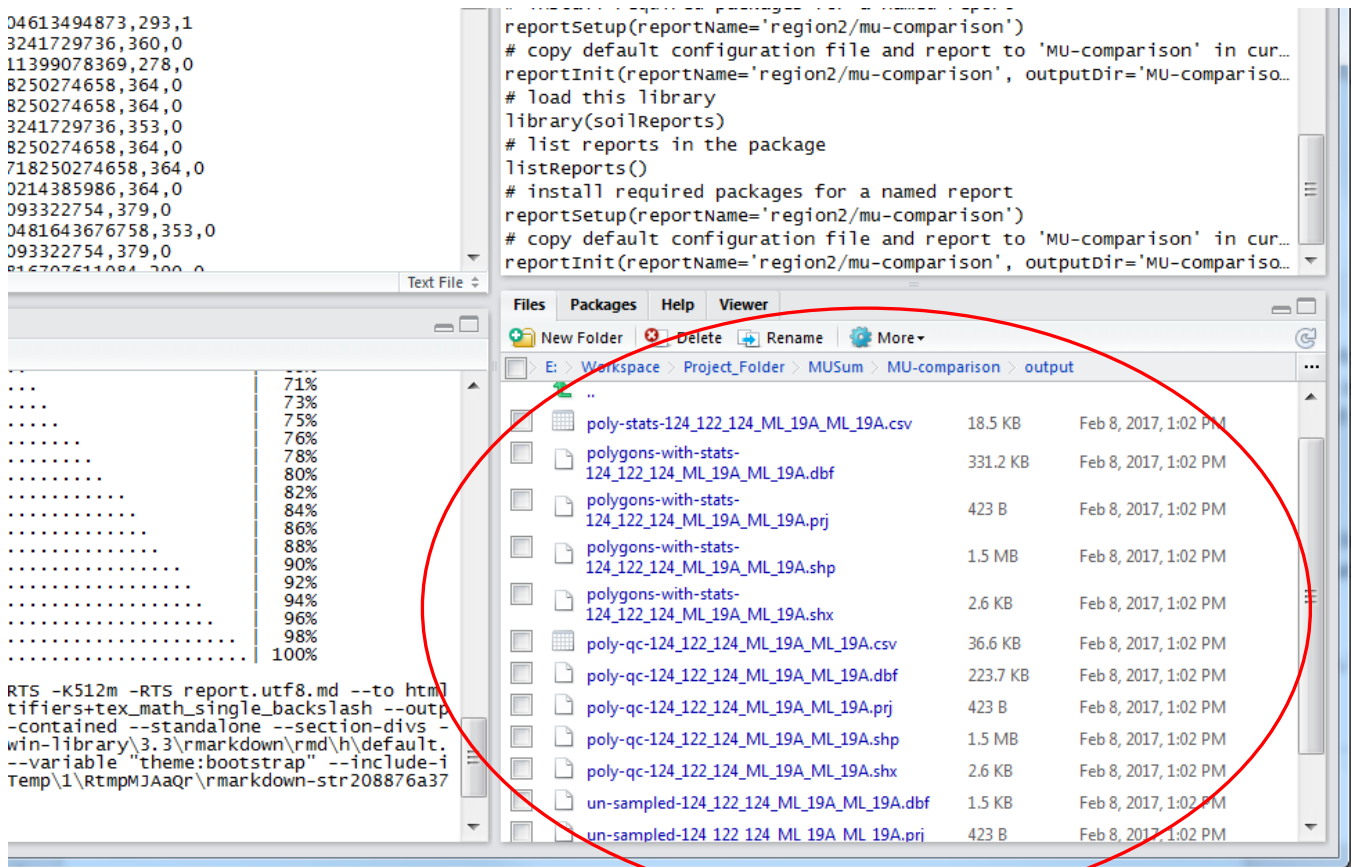 04613494873,293,1
3241729736,360,0
11399078369,278,0
8250274658,364,0
8250274658,364,0
3241729736,353,0
8250274658,364,0
718250274658,364,0
0214385986,364,0
093322754,379,0
0481643676758,353,0
093322754,379,0
Text File
reportSetup(reportName='region2/mu-comparison')
# copy default configuration file and report to 'MU-comparison' in cur…
reportInit(reportName='region2/mu-comparison', outputDir='MU-compariso…
# load this library
library(soilReports)
# list reports in the package
listReports()
# install required packages for a named report
reportSetup(reportName='region2/mu-comparison')
# copy default configuration file and report to 'MU-comparison' in cur…
reportInit(reportName='region2/mu-comparison', outputDir='MU-compariso…
.. 
... | 71%
.... | 73%
..... | 75%
....... | 76%
........ | 78%
......... | 80%
........... | 82%
............ | 84%
............. | 86%
.............. | 88%
................ | 90%
................. | 92%
.................. | 94%
................... | 96%
..................... | 98%
...................... | 100%
RTS -K512m -RTS report.utf8.md --to html
tifiers+tex_math_single_backslash --outp
-contained --standalone --section-divs -
win-library\3.3\rmarkdown\rmd\h\default.
--variable "theme:bootstrap" --include-i
Temp\1\RtmpMJAaQr\rmarkdown-str208876a37
Files Packages Help Viewer
New Folder Delete Rename More
E: > Workspace > Project_Folder > MUSum > MU-comparison > output ...
..
poly-stats-124_122_124_ML_19A_ML_19A.csv 18.5 KB Feb 8, 2017, 1:02 PM
polygons-with-stats-
124_122_124_ML_19A_ML_19A.dbf 331.2 KB Feb 8, 2017, 1:02 PM
polygons-with-stats-
124_122_124_ML_19A_ML_19A.prj 423 B Feb 8, 2017, 1:02 PM
polygons-with-stats-
124_122_124_ML_19A_ML_19A.shp 1.5 MB Feb 8, 2017, 1:02 PM
polygons-with-stats-
124_122_124_ML_19A_ML_19A.shx 2.6 KB Feb 8, 2017, 1:02 PM
poly-qc-124_122_124_ML_19A_ML_19A.csv 36.6 KB Feb 8, 2017, 1:02 PM
poly-qc-124_122_124_ML_19A_ML_19A.dbf 223.7 KB Feb 8, 2017, 1:02 PM
poly-qc-124_122_124_ML_19A_ML_19A.prj 423 B Feb 8, 2017, 1:02 PM
poly-qc-124_122_124_ML_19A_ML_19A.shp 1.5 MB Feb 8, 2017, 1:02 PM
poly-qc-124_122_124_ML_19A_ML_19A.shx 2.6 KB Feb 8, 2017, 1:02 PM
un-sampled-124_122_124_ML_19A_ML_19A.dbf 1.5 KB Feb 8, 2017, 1:02 PM
un-sampled-124_122_124_ML_19A_ML_19A.prj 423 B Feb 8, 2017, 1:02 PM